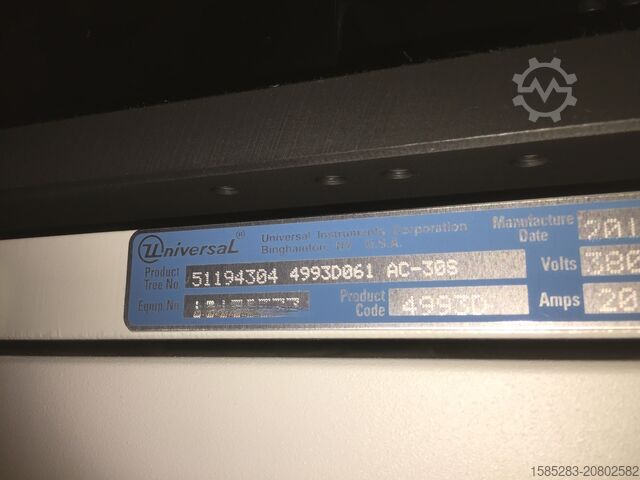 UniversaL (R)
Universal Instruments Corporation
Binghamton, NY U.S.A.
Manufacture Date 201
Product Tree No. 51194304 4993D061 AC-30S
Volts 380
Equip. No.
Product Code 4993D
Amps 20
1585283-20802582